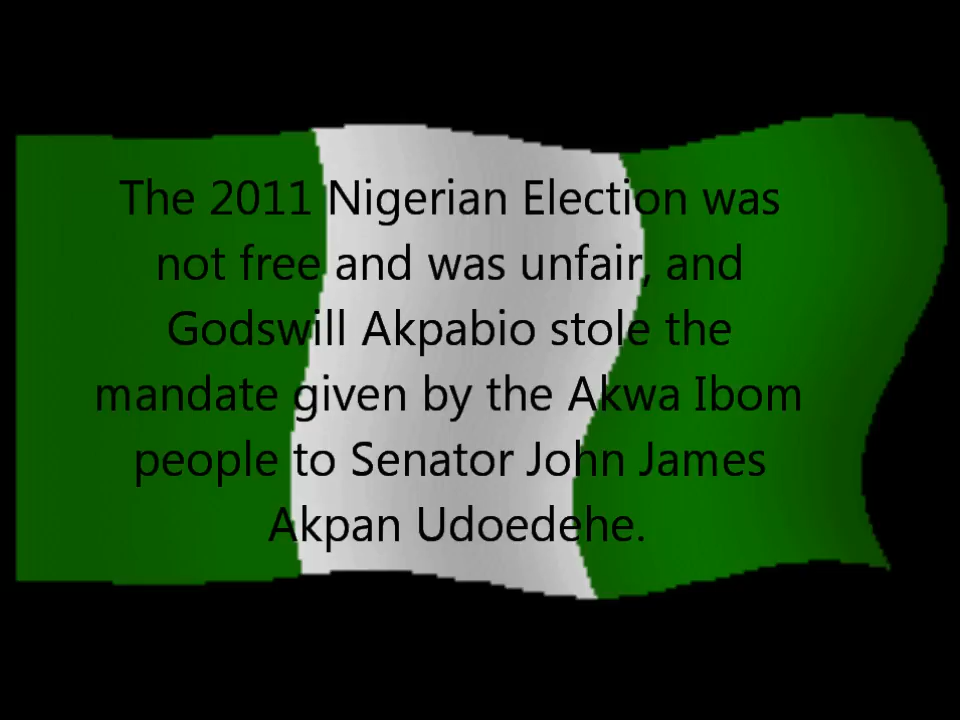 The 2011 Nigerian Election was
not free and was unfair, and
Godswill Akpabio stole the
mandate given by the Akwa Ibom
people to Senator John James
Akpan Udoedehe.